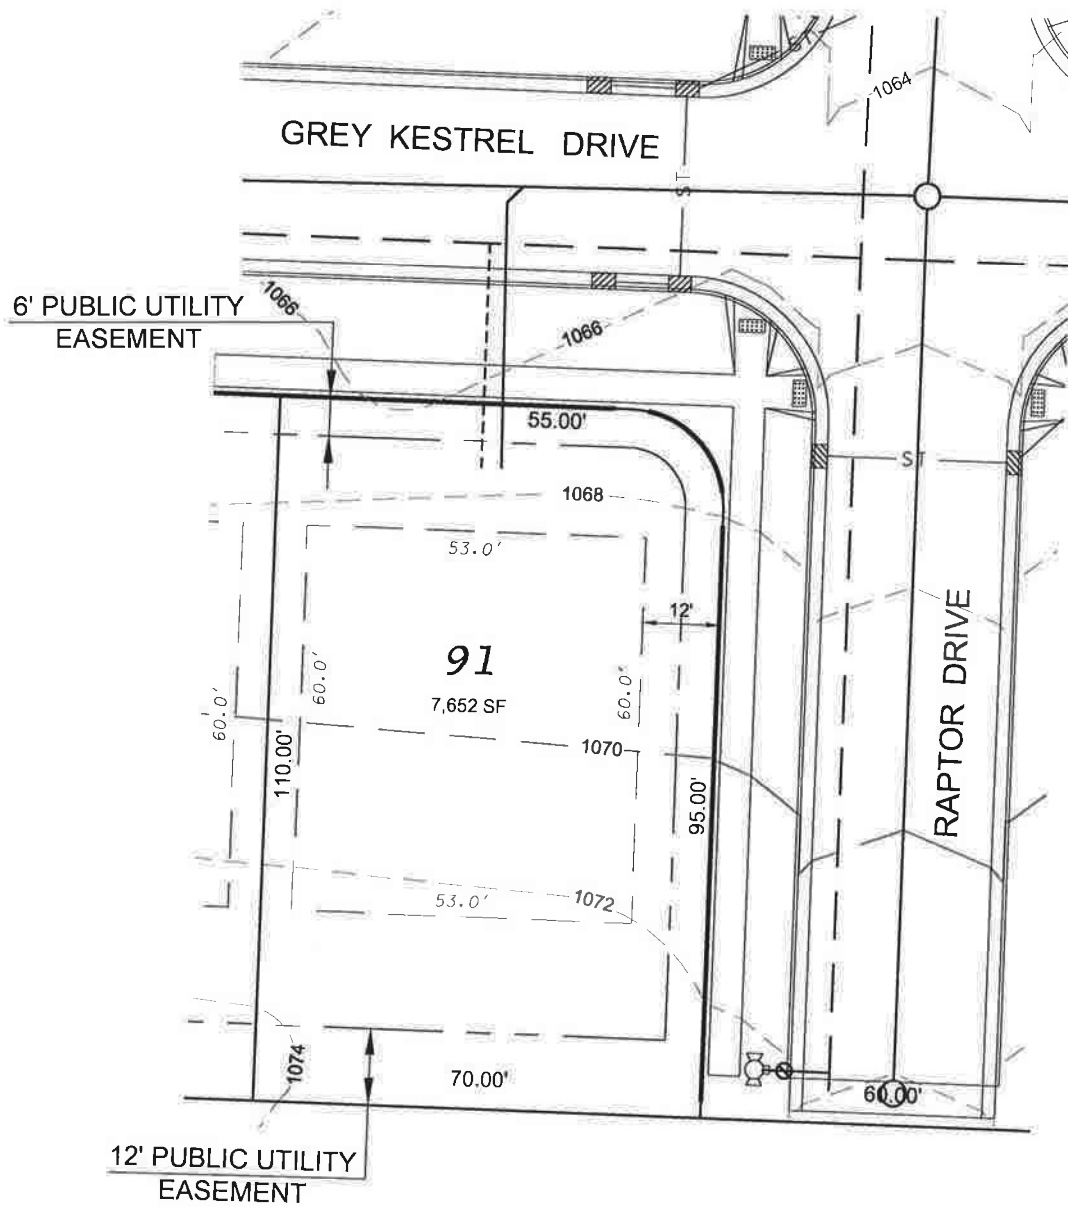 ST
1064
GREY KESTREL DRIVE
ST
6' PUBLIC UTILITY
EASEMENT
1066
1066
55.00'
ST
1068
53.0'
12'
91
7,652 SF
60.0'
60.0'
60.0'
110.00'
1070
95.00'
RAPTOR DRIVE
53.0'
1072
1074
70.00'
60.00'
12' PUBLIC UTILITY
EASEMENT